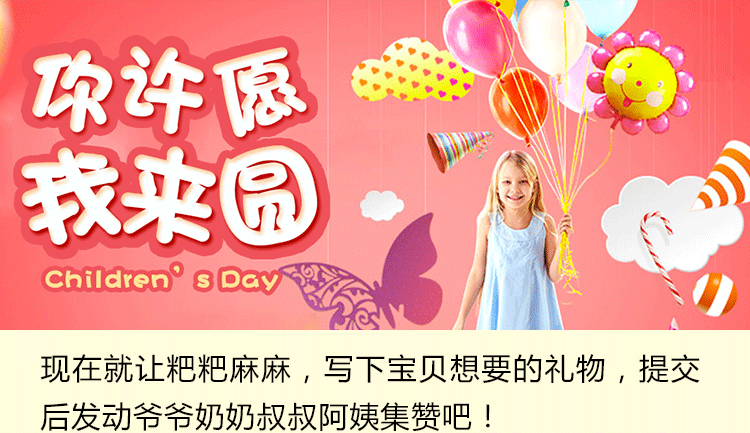 你许愿
我来圆
Children's Day
现在就让粑粑麻麻，写下宝贝想要的礼物，提交
后发动爷爷奶奶叔叔阿姨集赞吧！